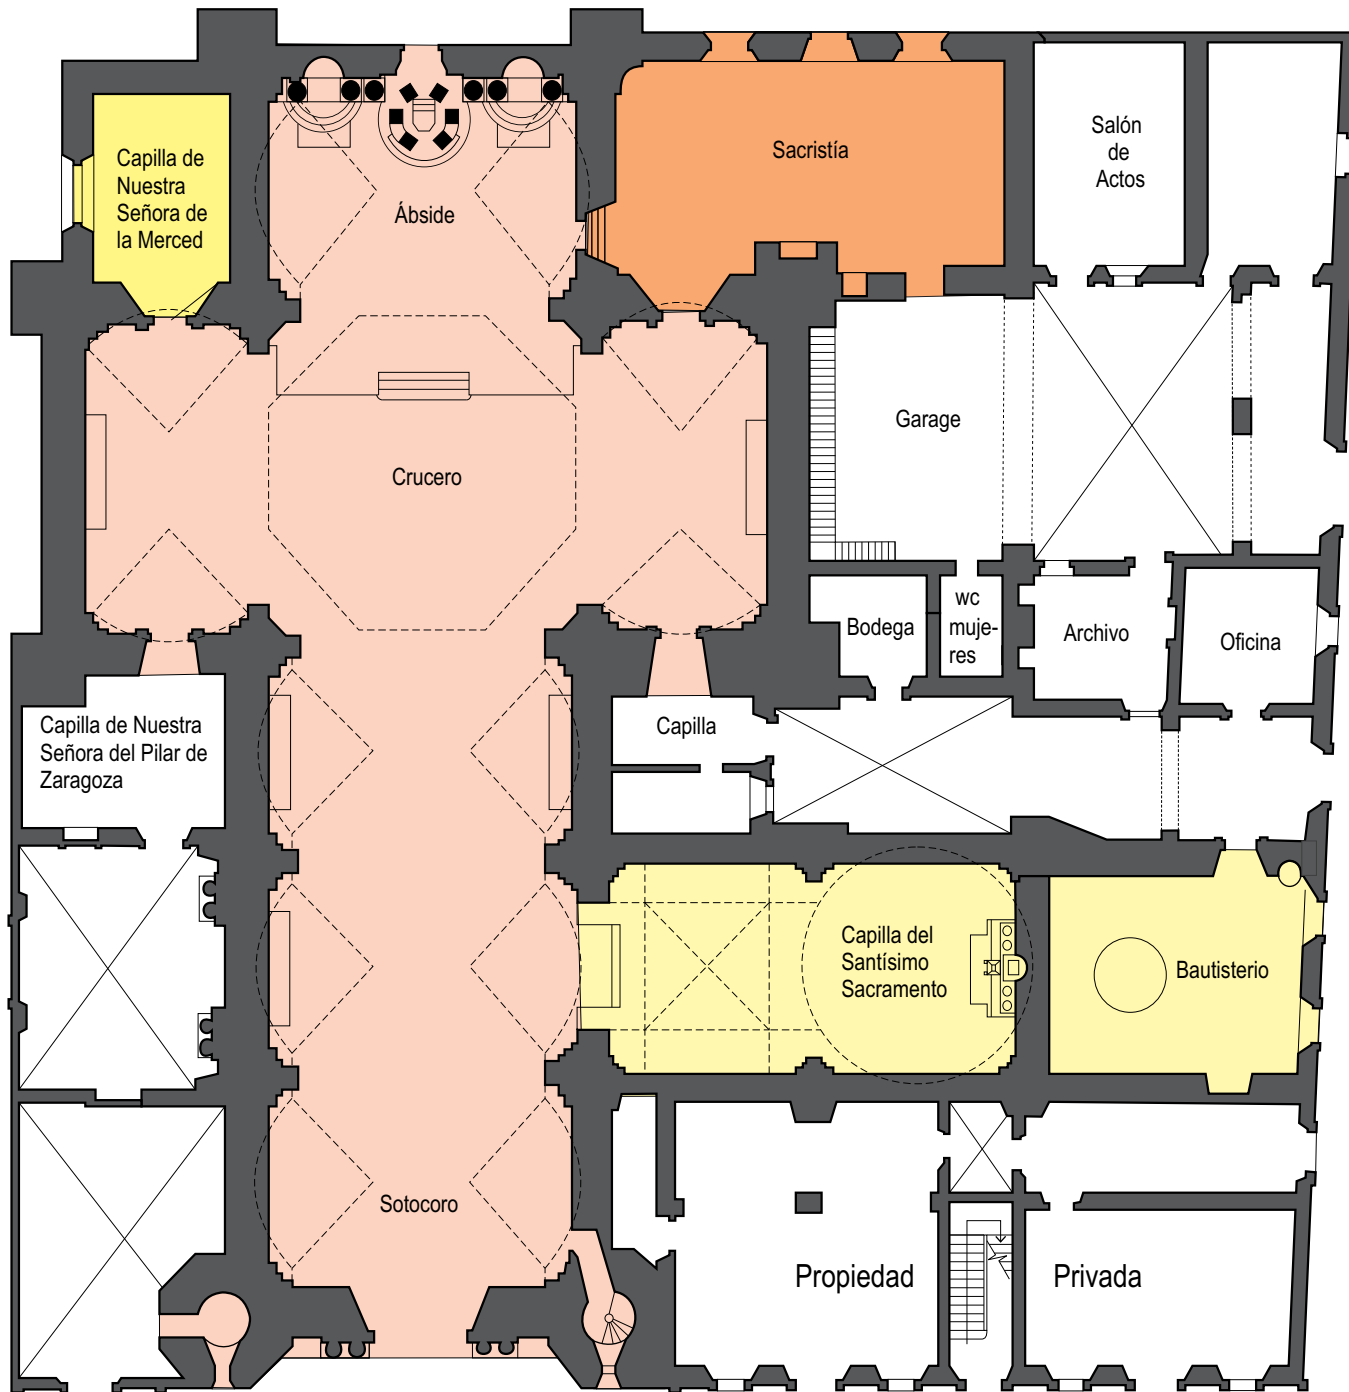 Capilla de
Nuestra
Señora de
la Merced
Ábside
Sacristía
Salón
de
Actos
Garage
Crucero
Bodega
wc
muje-
res
Archivo
Oficina
Capilla de Nuestra
Señora del Pilar de
Zaragoza
Capilla
Capilla del
Santísimo
Sacramento
Bautisterio
Sotocoro
Propiedad
Privada